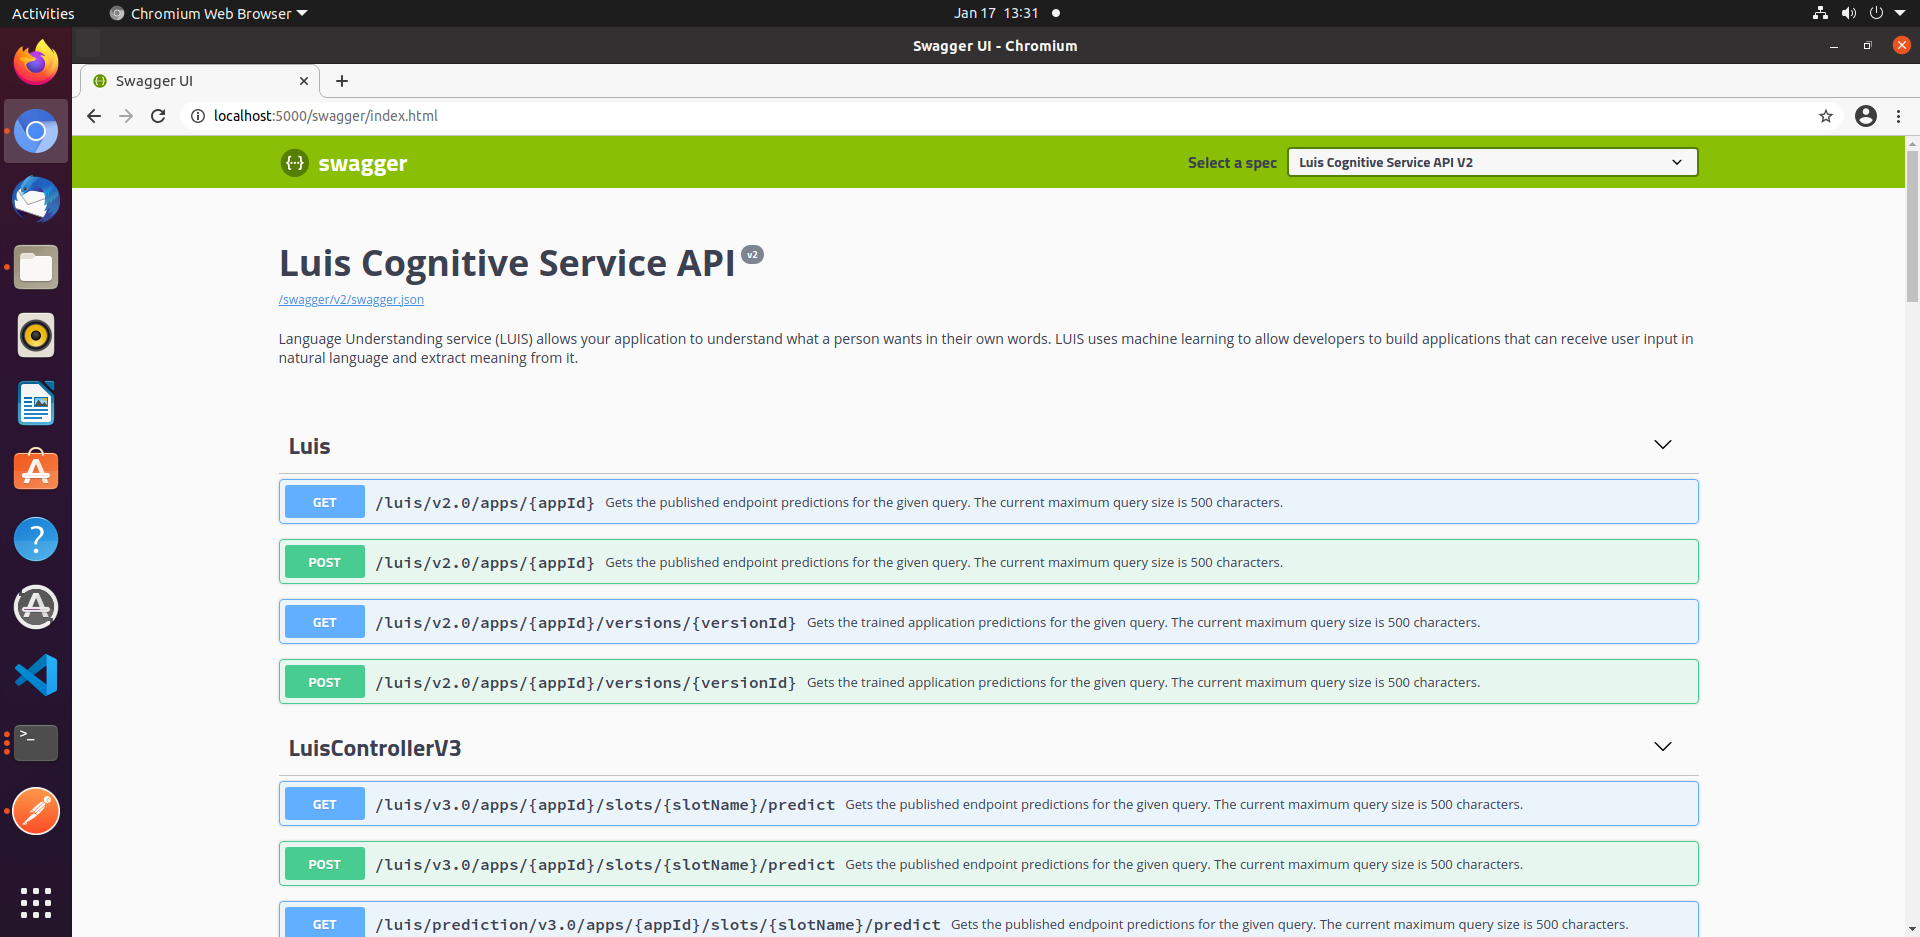 Activities Chromium Web Browser Jan 17 13:31
Swagger UI - Chromium
Swagger UI
localhost:5000/swagger/index.html
{...} swagger Select a spec Luis Cognitive Service API V2
Luis Cognitive Service API v2
/swagger/v2/swagger.json
Language Understanding service (LUIS) allows your application to understand what a person wants in their own words. LUIS uses machine learning to allow developers to build applications that can receive user input in
natural language and extract meaning from it.
Luis
GET /luis/v2.0/apps/{appId} Gets the published endpoint predictions for the given query. The current maximum query size is 500 characters.
POST /luis/v2.0/apps/{appId} Gets the published endpoint predictions for the given query. The current maximum query size is 500 characters.
GET /luis/v2.0/apps/{appId}/versions/{versionId} Gets the trained application predictions for the given query. The current maximum query size is 500 characters.
POST /luis/v2.0/apps/{appId}/versions/{versionId} Gets the trained application predictions for the given query. The current maximum query size is 500 characters.
LuisControllerV3
GET /luis/v3.0/apps/{appId}/slots/{slotName}/predict Gets the published endpoint predictions for the given query. The current maximum query size is 500 characters.
POST /luis/v3.0/apps/{appId}/slots/{slotName}/predict Gets the published endpoint predictions for the given query. The current maximum query size is 500 characters.
GET /luis/prediction/v3.0/apps/{appId}/slots/{slotName}/predict Gets the published endpoint predictions for the given query. The current maximum query size is 500 characters.